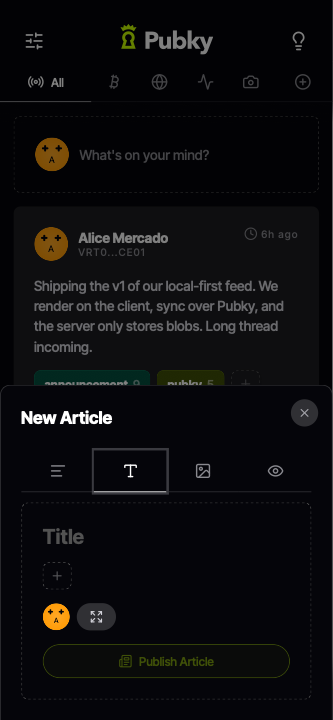 Pubky
All
What's on your mind?
Alice Mercado
6h ago
VRT0...CE01
Shipping the v1 of our local-first feed. We
render on the client, sync over Pubky, and
the server only stores blobs. Long thread
incoming.
announcement 9
pubky 5
New Article
Title
Publish Article